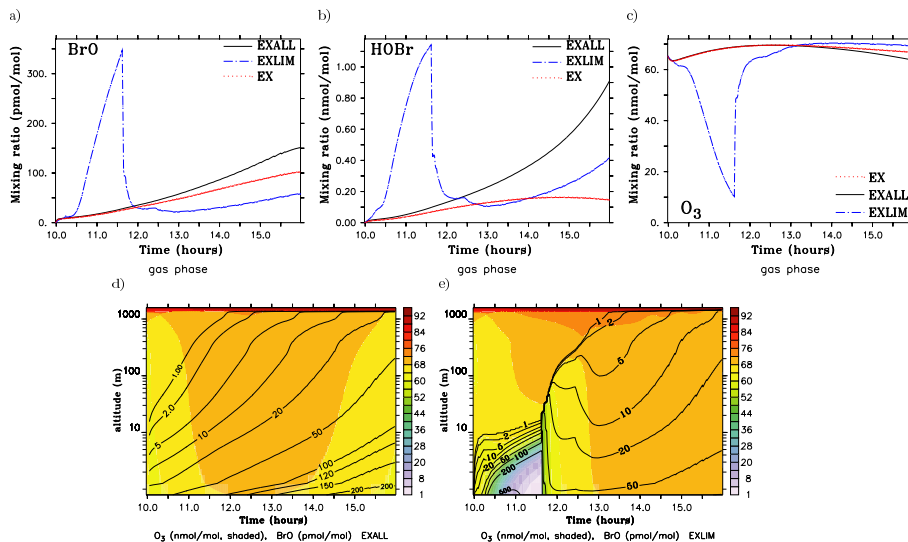 a)
b)
c)
BrO
EXALL
EXLIM
EX
Mixing ratio (pmol/mol)
350.
300.
200.
100.
50.
0.
10.0 11.0 12.0 13.0 14.0 15.0
Time (hours)
gas phase
HOBr
EXALL
EXLIM
EX
Mixing ratio (nmol/mol)
1.00
0.80
0.60
0.40
0.20
0.00
10.0 11.0 12.0 13.0 14.0 15.0
Time (hours)
gas phase
EX
EXALL
EXLIM
O3
Mixing ratio (nmol/mol)
60.
40.
20.
0.
10.0 11.0 12.0 13.0 14.0 15.0
Time (hours)
gas phase
d)
e)
altitude (m)
1000
100
10
1.00
2.0
5
10
20
50
100
120
150
200
200
10.0 11.0 12.0 13.0 14.0 15.0
Time (hours)
O3 (nmol/mol, shaded), BrO (pmol/mol) EXALL
92
84
76
68
60
52
44
36
28
20
8
1
altitude (m)
1000
100
10
1
2
5
10
20
50
1
2
5
10
20
50
100
200
500
10.0 11.0 12.0 13.0 14.0 15.0
Time (hours)
O3 (nmol/mol, shaded), BrO (pmol/mol) EXLIM
92
84
76
68
60
52
44
36
28
20
8
1